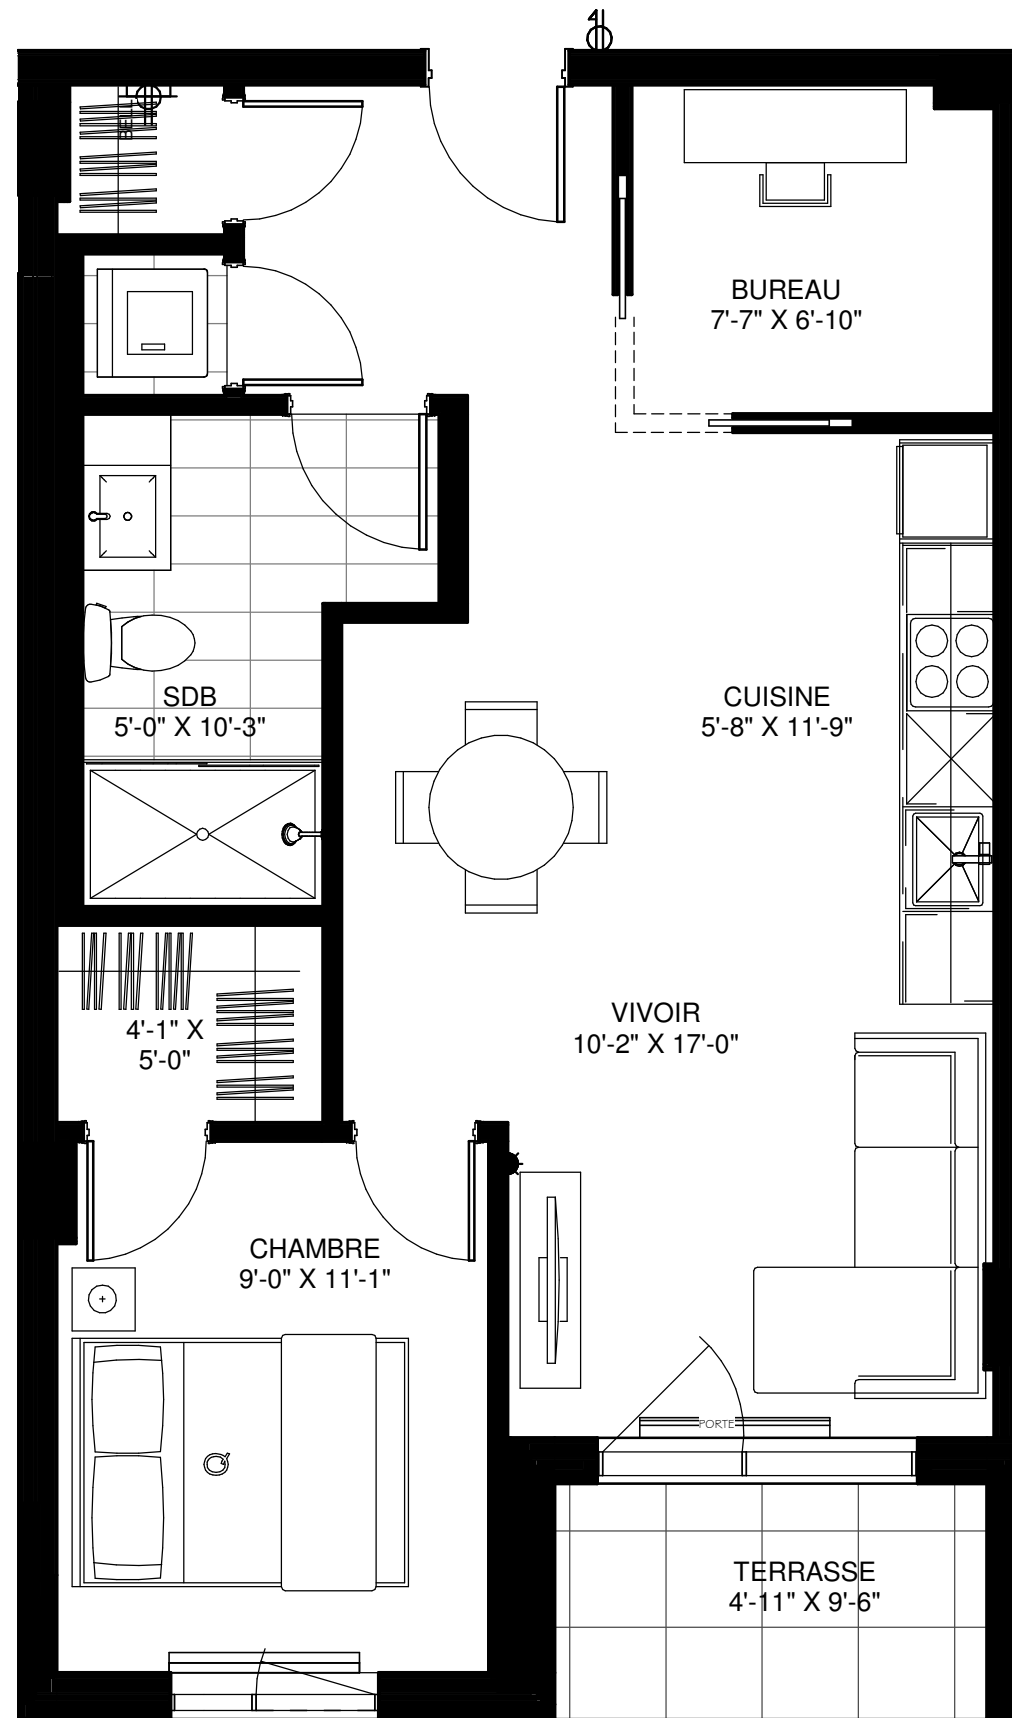 BUREAU
7'-7" X 6'-10"
SDB
5'-0" X 10'-3"
CUISINE
5'-8" X 11'-9"
VIVOIR
10'-2" X 17'-0"
4'-1" X
5'-0"
CHAMBRE
9'-0" X 11'-1"
PORTE
TERRASSE
4'-11" X 9'-6"